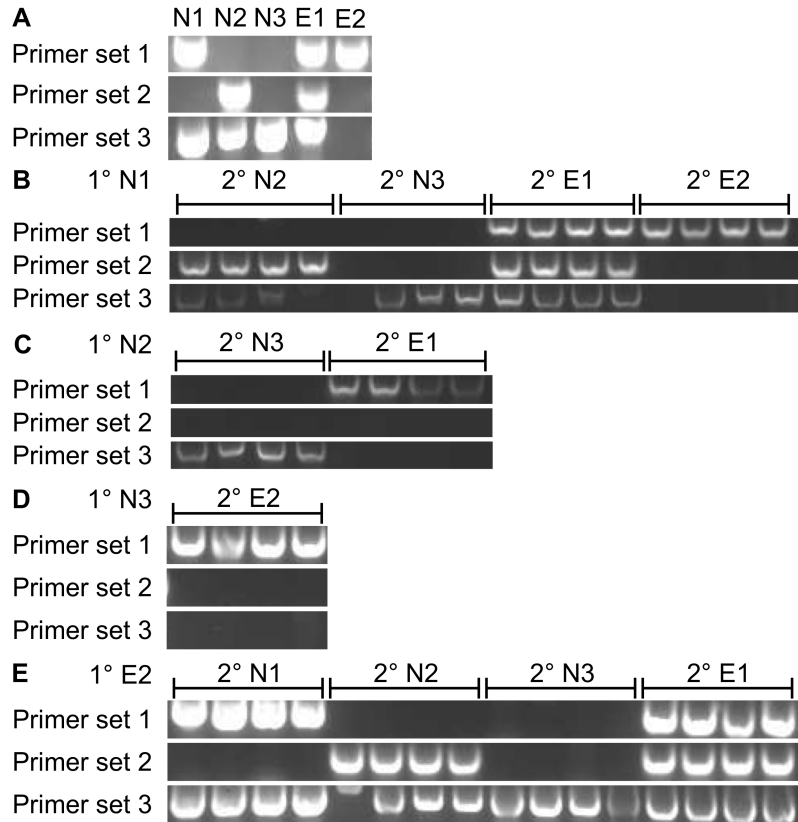 A N1 N2 N3 E1 E2
Primer set 1
Primer set 2
Primer set 3
B 1° N1 2° N2 2° N3 2° E1 2° E2
Primer set 1
Primer set 2
Primer set 3
C 1° N2 2° N3 2° E1
Primer set 1
Primer set 2
Primer set 3
D 1° N3 2° E2
Primer set 1
Primer set 2
Primer set 3
E 1° E2 2° N1 2° N2 2° N3 2° E1
Primer set 1
Primer set 2
Primer set 3